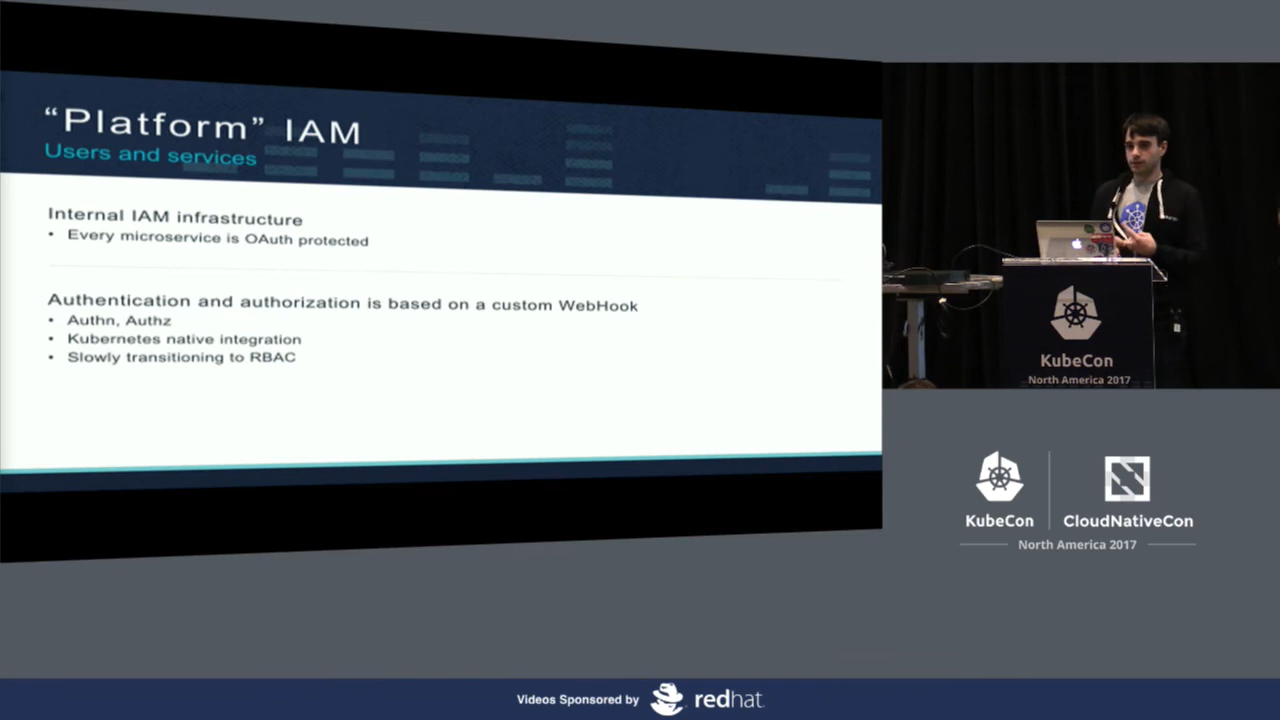 “Platform” IAM
Users and services
Internal IAM infrastructure
• Every microservice is OAuth protected
Authentication and authorization is based on a custom WebHook
• Authn, Authz
• Kubernetes native integration
• Slowly transitioning to RBAC
KubeCon
North America 2017
KubeCon
CloudNativeCon
North America 2017
Videos Sponsored by
redhat.